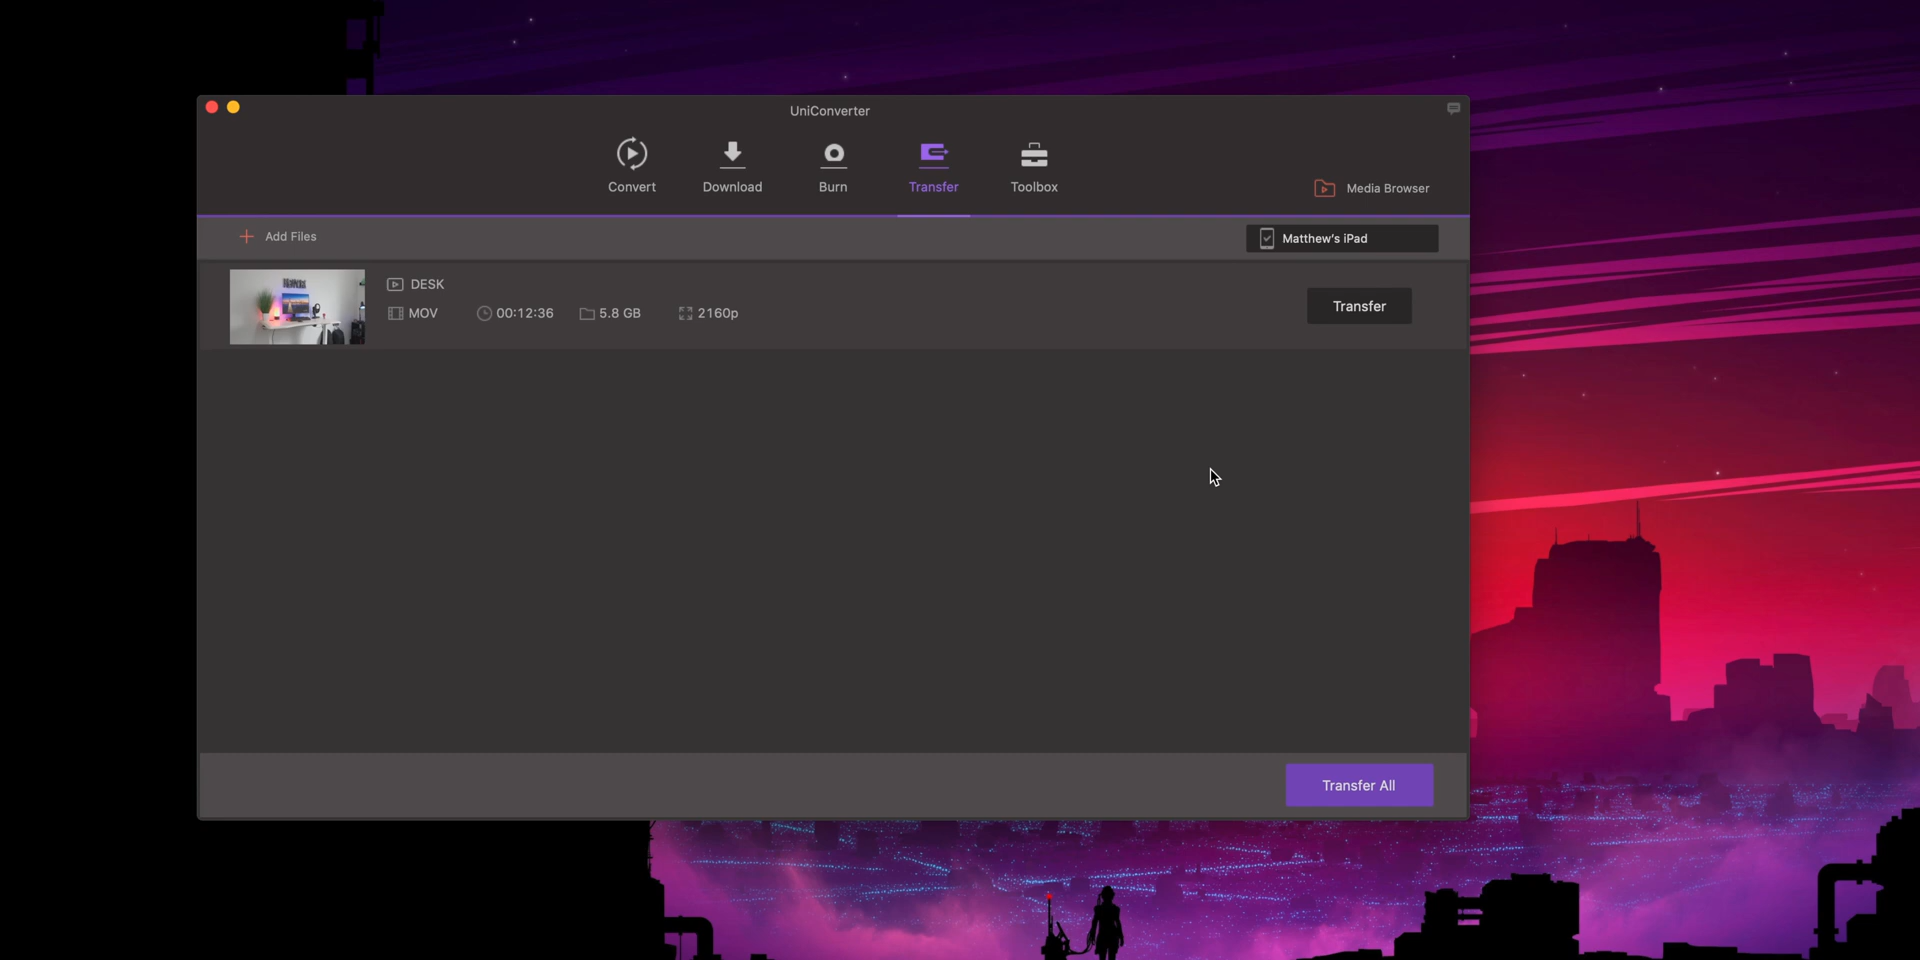 UniConverter
Convert
Download
Burn
Transfer
Toolbox
Media Browser
Add Files
Matthew's iPad
DESK
MOV 00:12:36 5.8 GB 2160p
Transfer
Transfer All